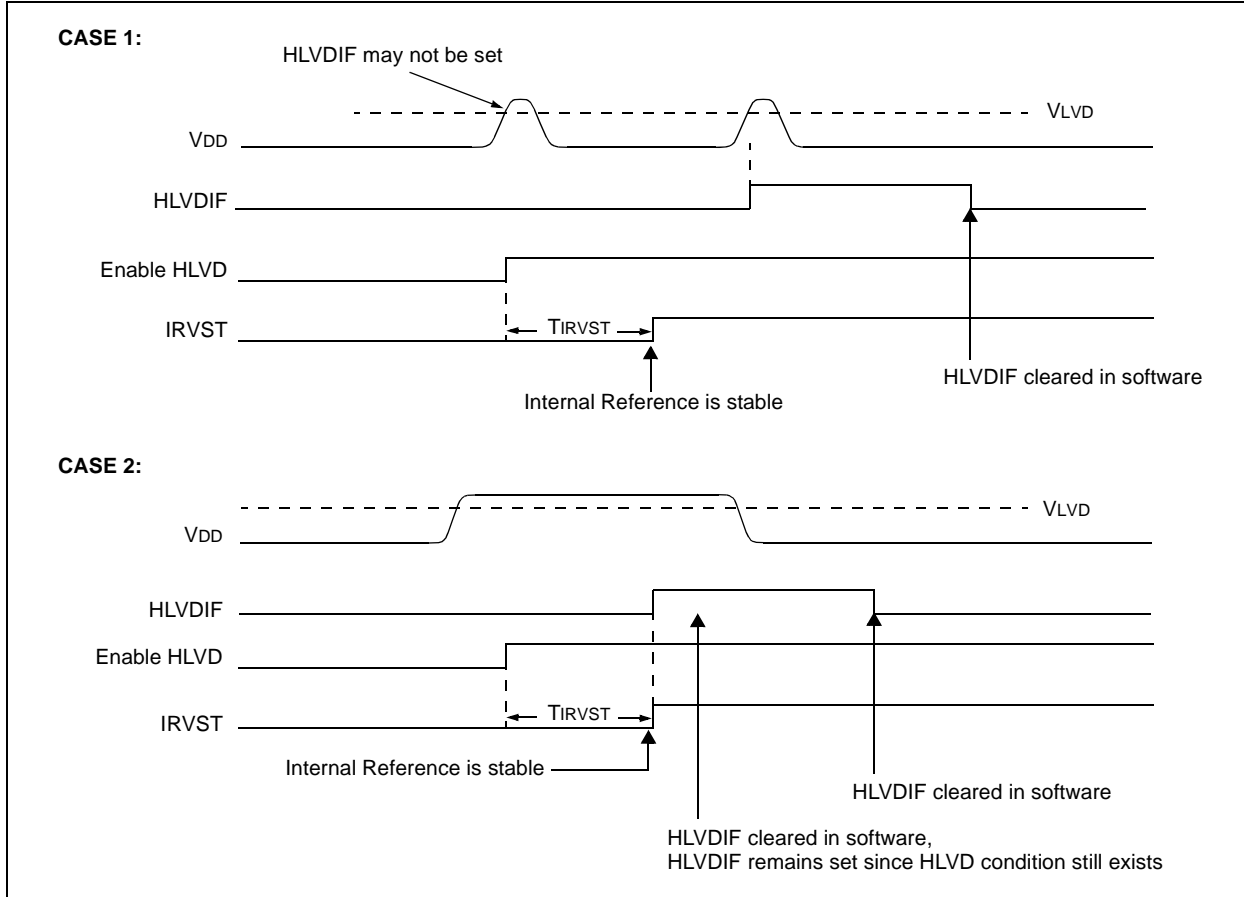 CASE 1:
HLVDIF may not be set
VLVD
VDD
HLVDIF
Enable HLVD
IRVST
TIRVST
HLVDIF cleared in software
Internal Reference is stable
CASE 2:
VLVD
VDD
HLVDIF
Enable HLVD
IRVST
TIRVST
Internal Reference is stable
HLVDIF cleared in software
HLVDIF cleared in software,
HLVDIF remains set since HLVD condition still exists